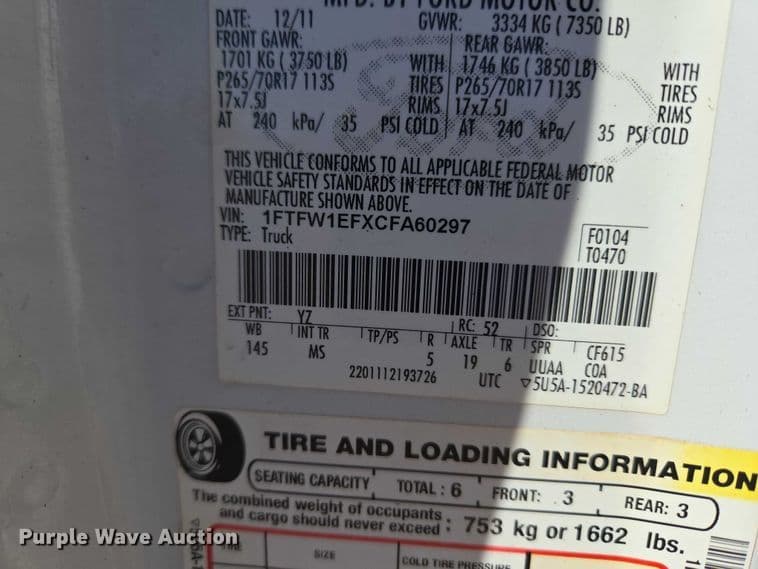 MFD. BY FORD MOTOR CO.
DATE: 12/11 GVWR: 3334 KG ( 7350 LB)
FRONT GAWR: REAR GAWR:
1701 KG ( 3750 LB) WITH 1746 KG ( 3850 LB) WITH
P265/70R17 113S TIRES P265/70R17 113S TIRES
17x7.5J RIMS 17x7.5J RIMS
AT 240 kPa/ 35 PSI COLD AT 240 kPa/ 35 PSI COLD
THIS VEHICLE CONFORMS TO ALL APPLICABLE FEDERAL MOTOR
VEHICLE SAFETY STANDARDS IN EFFECT ON THE DATE OF
MANUFACTURE SHOWN ABOVE.
VIN: 1FTFW1EFXCFA60297
TYPE: Truck
F0104
T0470
EXT PNT: YZ RC: 52 DSO:
WB INT TR TP/PS R AXLE TR SPR CF615
145 MS 5 19 6 UUAA COA
2201112193726 UTC ▽5U5A-1520472-BA
TIRE AND LOADING INFORMATION
SEATING CAPACITY TOTAL : 6 FRONT: 3 REAR: 3
The combined weight of occupants
and cargo should never exceed : 753 kg or 1662 lbs.
TIRE SIZE COLD TIRE PRESSURE
Purple Wave Auction